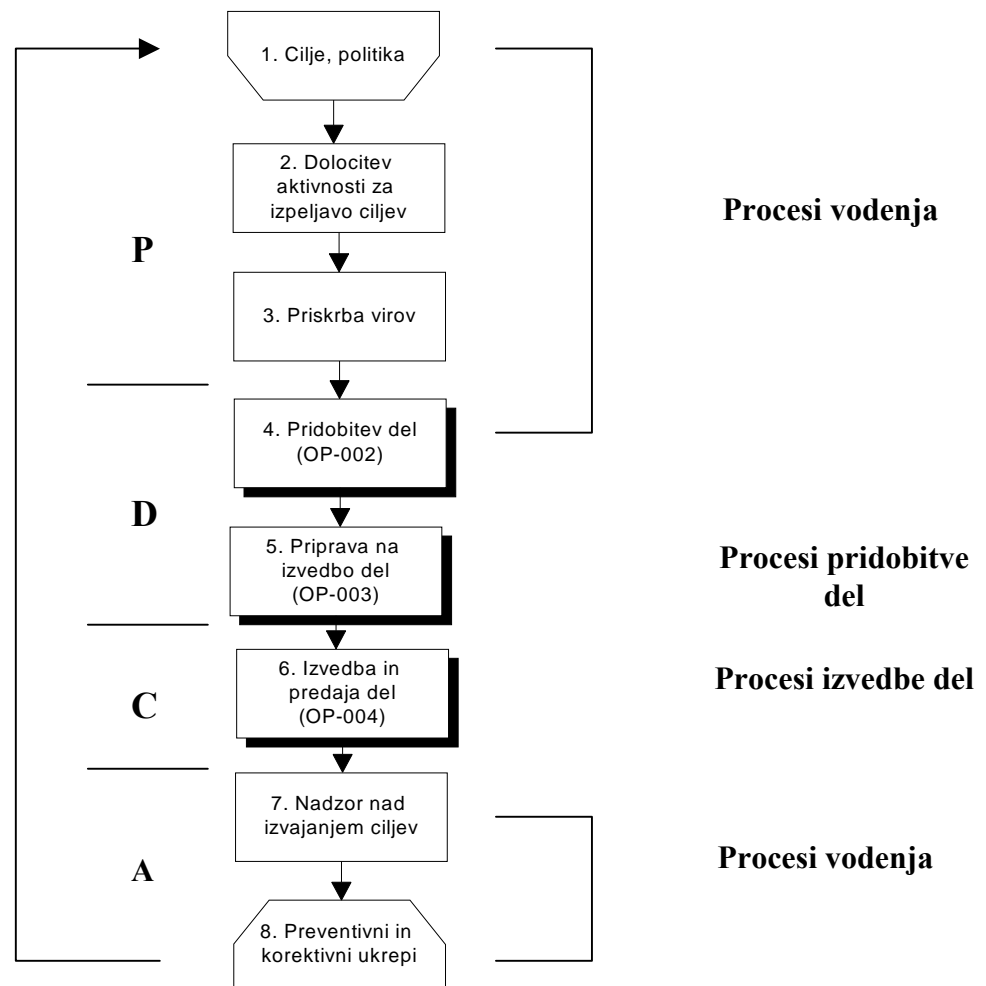 1. Cilje, politika
2. Dolocitev
aktivnosti za
izpeljavo ciljev
Procesi vodenja
P
3. Priskrba virov
4. Pridobitev del
(OP-002)
D
5. Priprava na
izvedbo del
(OP-003)
Procesi pridobitve
del
6. Izvedba in
predaja del
(OP-004)
Procesi izvedbe del
C
7. Nadzor nad
izvajanjem ciljev
Procesi vodenja
A
8. Preventivni in
korektivni ukrepi